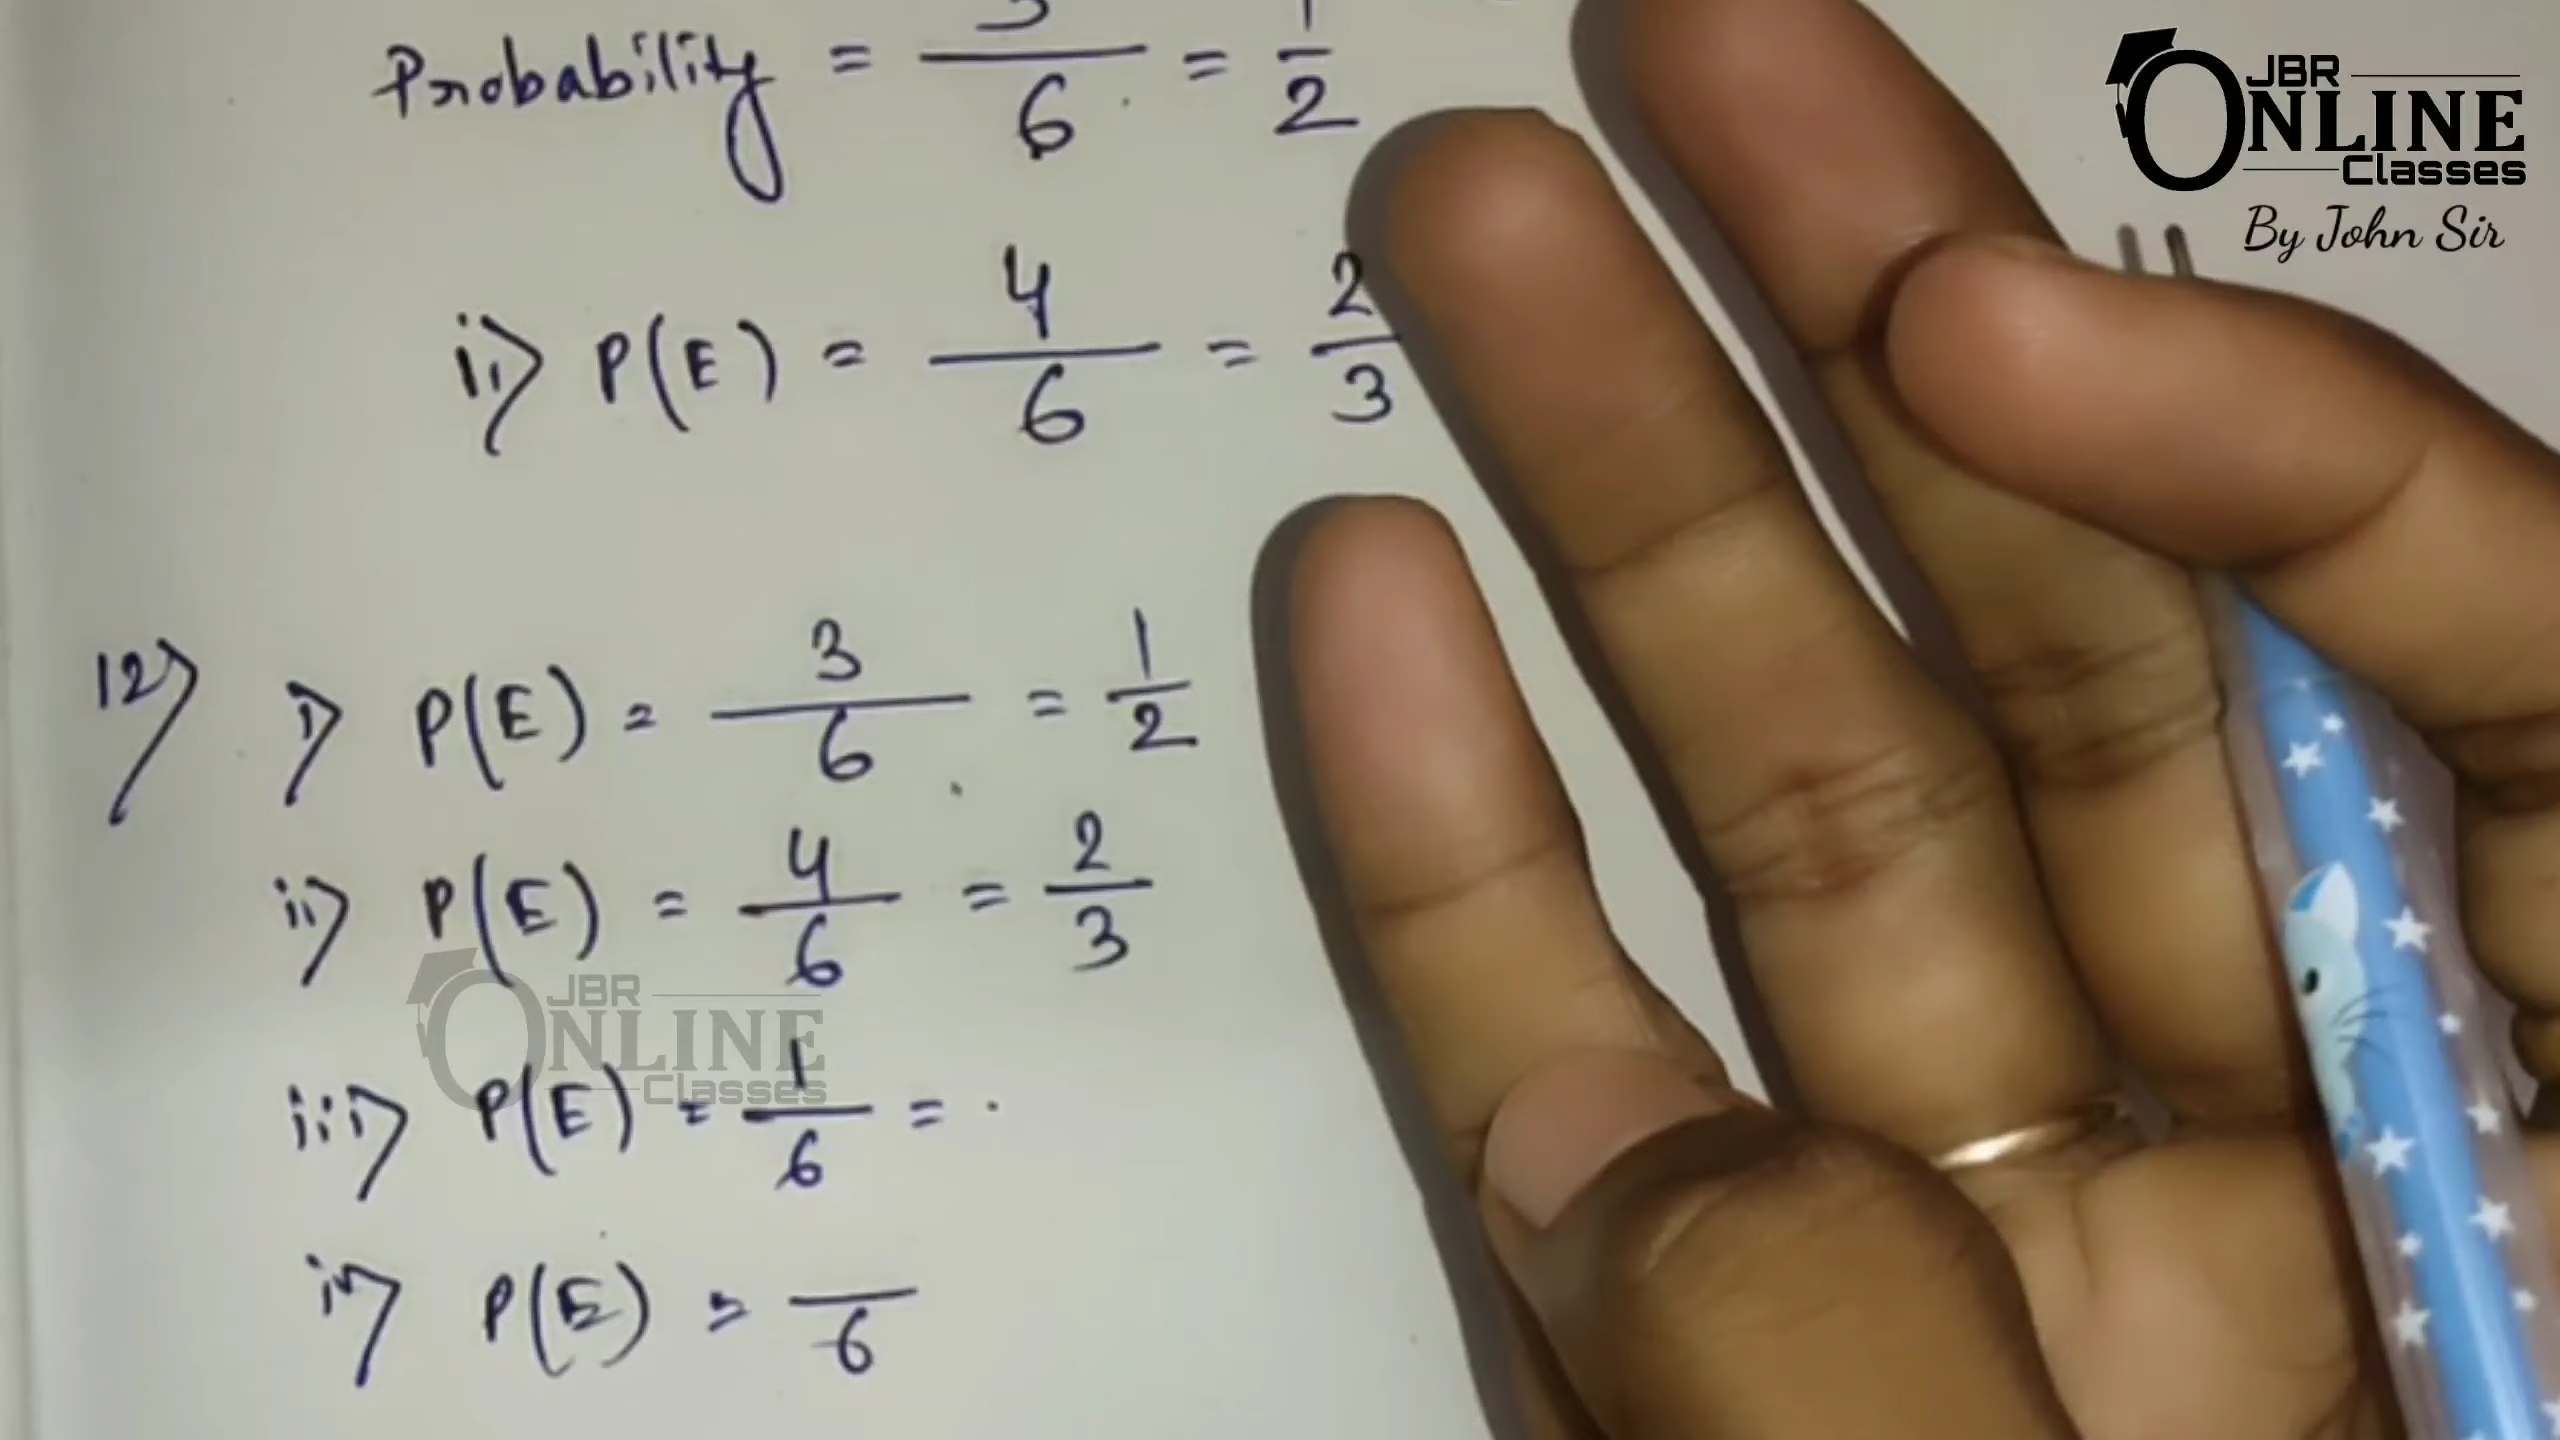 Probability = 3/6 = 1/2
ii) P(E) = 4/6 = 2/3
12) i) P(E) = 3/6 = 1/2
ii) P(E) = 4/6 = 2/3
iii) P(E) = 1/6 =
iv) P(E) = /6
JBR
ONLINE
Classes
By John Sir
JBR
ONLINE
Classes